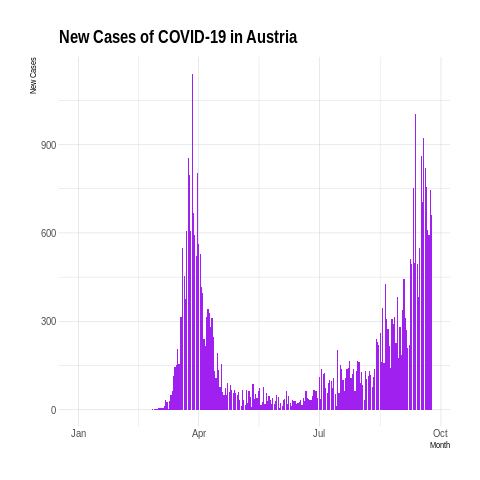 New Cases of COVID-19 in Austria
New Cases
900
600
300
0
Jan Apr Jul Oct
Month